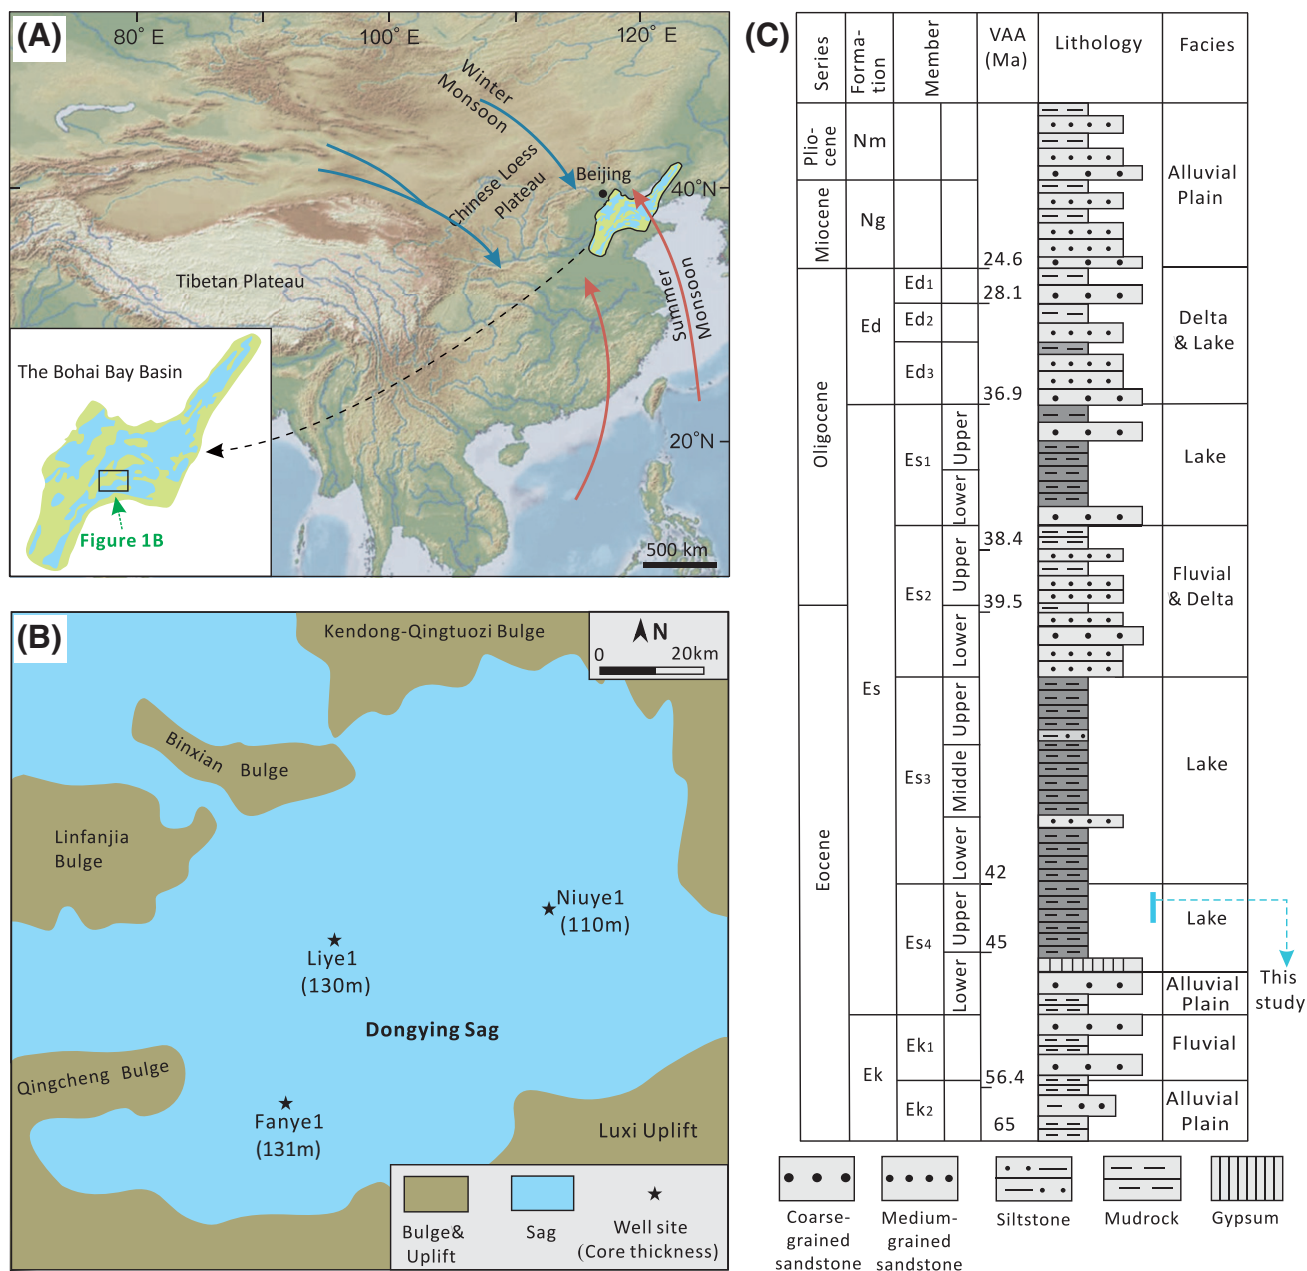 (A)
80° E
100° E
120° E
Winter
Monsoon
Chinese Loess
Plateau
Beijing
40°N
Tibetan Plateau
Summer
Monsoon
20°N
500 km
The Bohai Bay Basin
Figure 1B
(B)
Kendong-Qingtuozi Bulge
N
0
20km
Binxian Bulge
Linfanjia
Bulge
Niuye1
(110m)
Liye1
(130m)
Dongying Sag
Qingcheng Bulge
Fanye1
(131m)
Luxi Uplift
Bulge&
Uplift
Sag
Well site
(Core thickness)
(C)
Series
Forma-
tion
Member
VAA
(Ma)
Lithology
Facies
Plio-
cene
Nm
Alluvial
Plain
Miocene
Ng
24.6
Oligocene
Ed
Ed1
28.1
Ed2
Delta
& Lake
Ed3
36.9
Es
Es1
Upper
Lower
Lake
Es2
Upper
38.4
Fluvial
& Delta
39.5
Eocene
Lower
Es3
Upper
Middle
Lower
Lake
42
Es4
Upper
Lake
45
Lower
This
study
Alluvial
Plain
Ek
Ek1
Fluvial
56.4
Ek2
Alluvial
Plain
65
Coarse-
grained
sandstone
Medium-
grained
sandstone
Siltstone
Mudrock
Gypsum